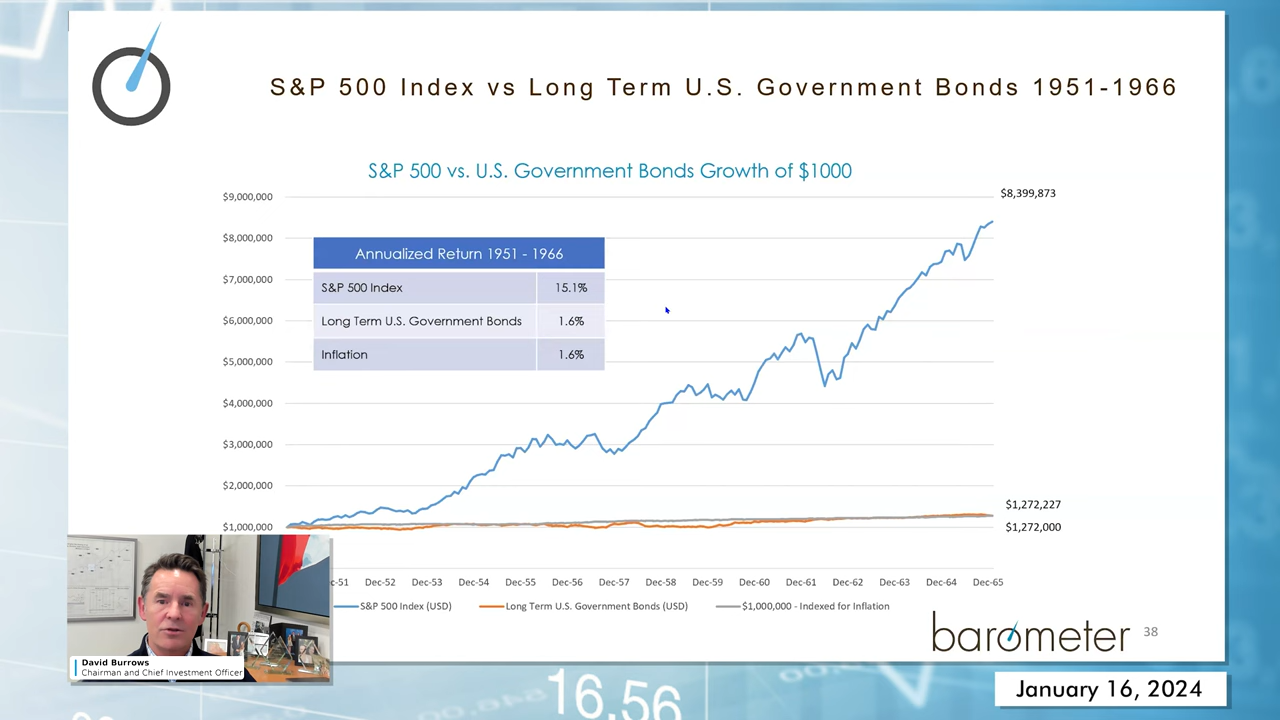 S&P 500 Index vs Long Term U.S. Government Bonds 1951-1966
S&P 500 vs. U.S. Government Bonds Growth of $1000
$9,000,000
$8,000,000
$7,000,000
$6,000,000
$5,000,000
$4,000,000
$3,000,000
$2,000,000
$1,000,000
$8,399,873
Annualized Return 1951 - 1966
S&P 500 Index 15.1%
Long Term U.S. Government Bonds 1.6%
Inflation 1.6%
$1,272,227
$1,272,000
c-51 Dec-52 Dec-53 Dec-54 Dec-55 Dec-56 Dec-57 Dec-58 Dec-59 Dec-60 Dec-61 Dec-62 Dec-63 Dec-64 Dec-65
S&P 500 Index (USD) Long Term U.S. Government Bonds (USD) $1,000,000 - Indexed for Inflation
barometer 38
David Burrows
Chairman and Chief Investment Officer
January 16, 2024
16.56